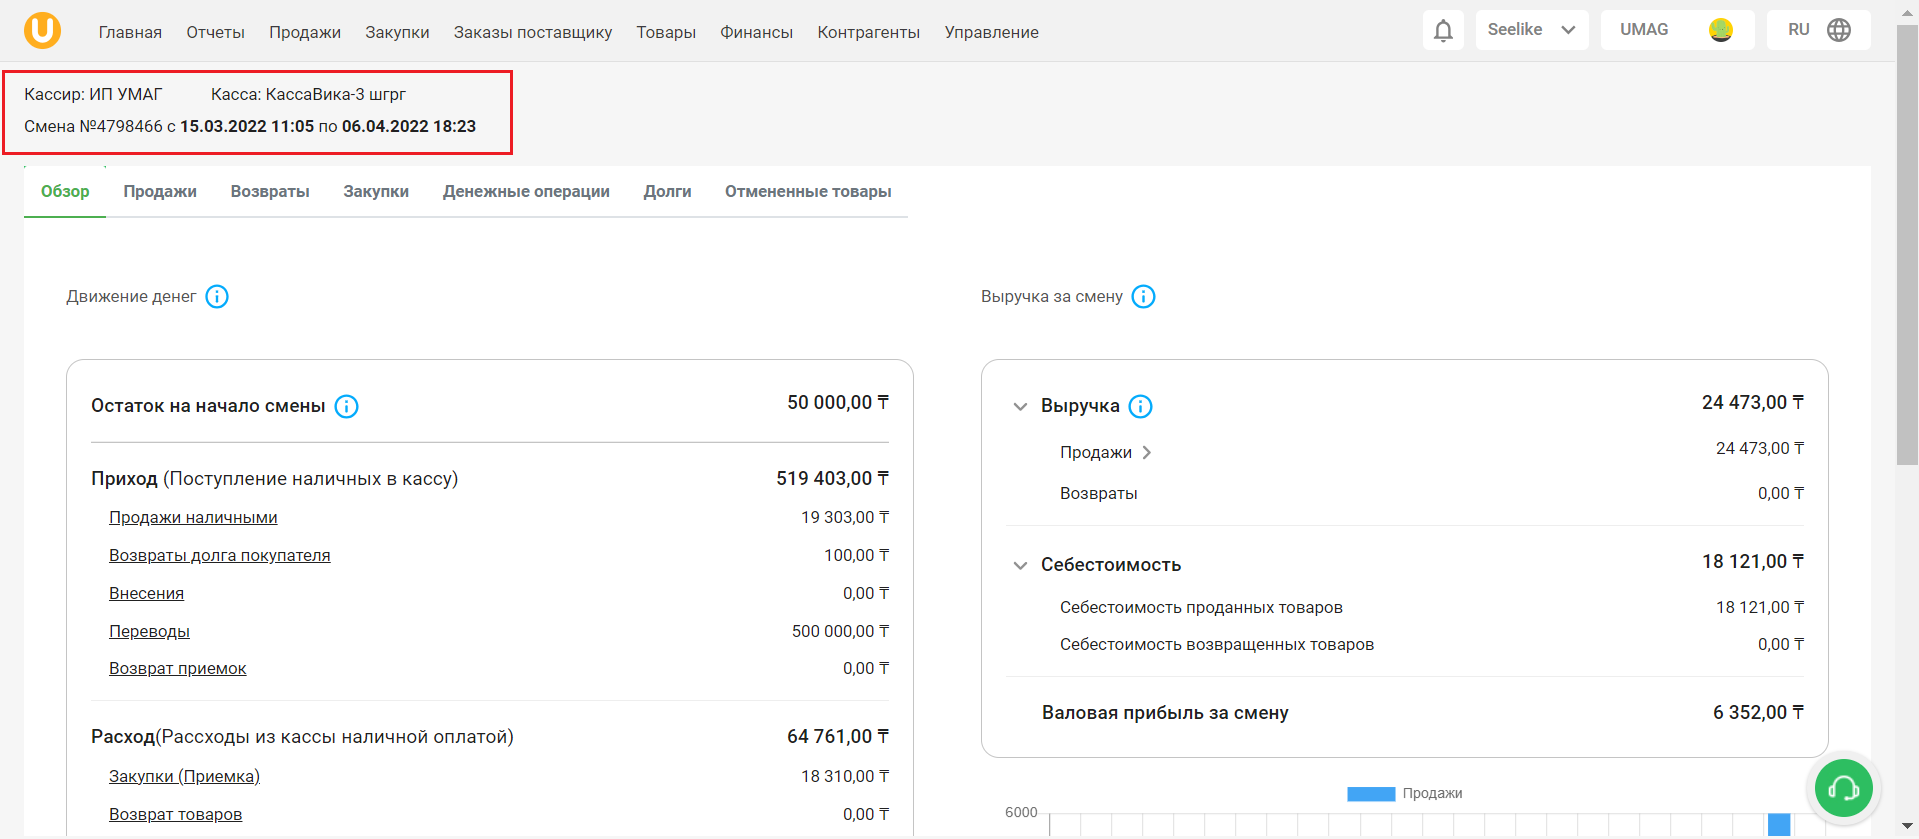 U Главная Отчеты Продажи Закупки Заказы поставщику Товары Финансы Контрагенты Управление Seelike UMAG RU
Кассир: ИП УМАГ Касса: КассаВика-3 шгрг
Смена №4798466 с 15.03.2022 11:05 по 06.04.2022 18:23
Обзор Продажи Возвраты Закупки Денежные операции Долги Отмененные товары
Движение денег
Остаток на начало смены 50 000,00 ₸
Приход (Поступление наличных в кассу) 519 403,00 ₸
Продажи наличными 19 303,00 ₸
Возвраты долга покупателя 100,00 ₸
Внесения 0,00 ₸
Переводы 500 000,00 ₸
Возврат приемок 0,00 ₸
Расход(Рассходы из кассы наличной оплатой) 64 761,00 ₸
Закупки (Приемка) 18 310,00 ₸
Возврат товаров 0,00 ₸
Выручка за смену
Выручка 24 473,00 ₸
Продажи 24 473,00 ₸
Возвраты 0,00 ₸
Себестоимость 18 121,00 ₸
Себестоимость проданных товаров 18 121,00 ₸
Себестоимость возвращенных товаров 0,00 ₸
Валовая прибыль за смену 6 352,00 ₸
Продажи
6000